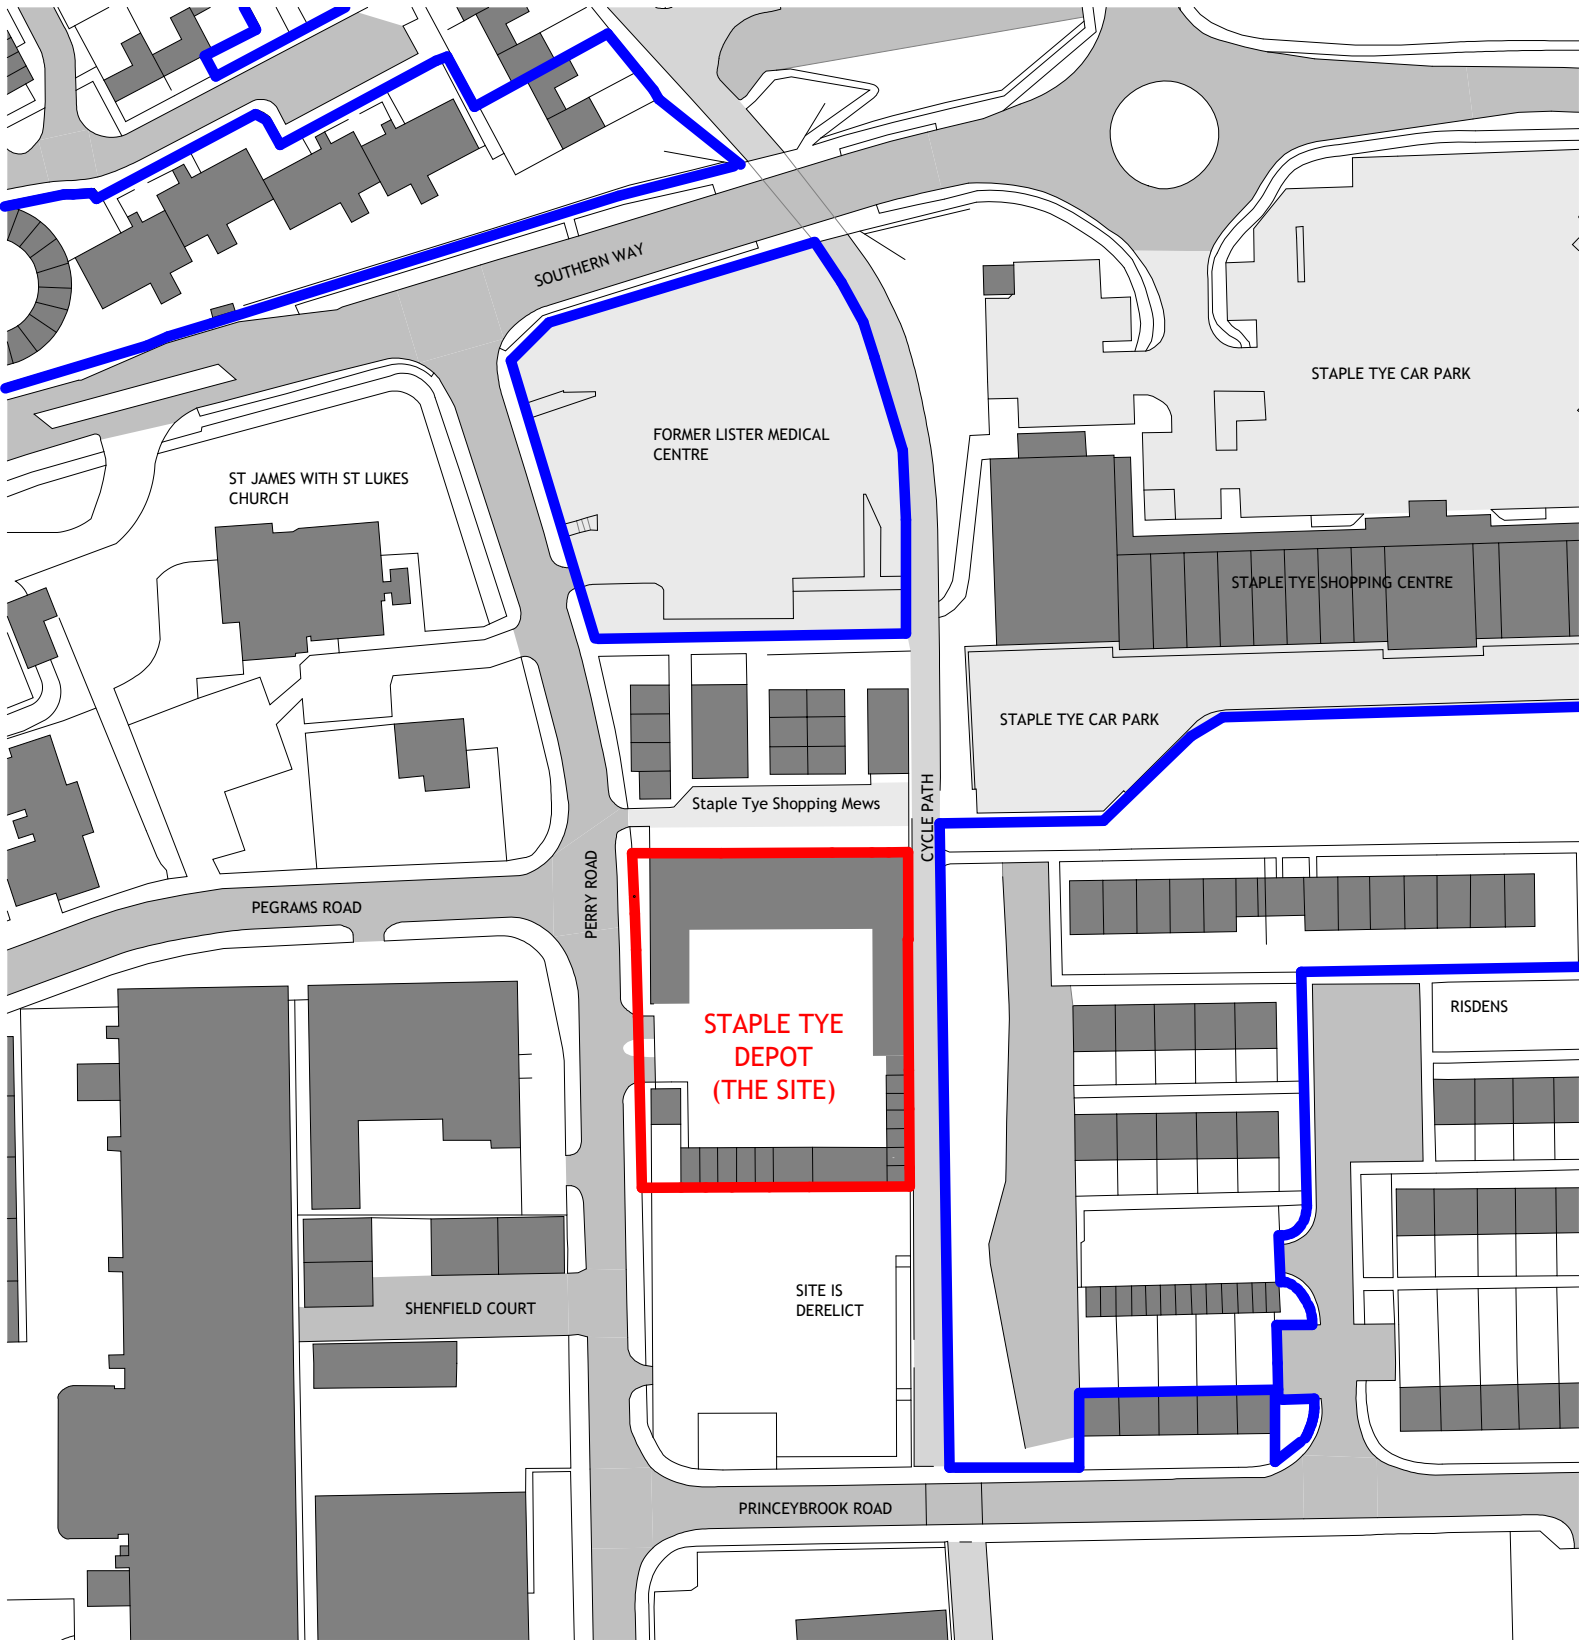 SOUTHERN WAY
STAPLE TYE CAR PARK
FORMER LISTER MEDICAL
CENTRE
ST JAMES WITH ST LUKES
CHURCH
STAPLE TYE SHOPPING CENTRE
STAPLE TYE CAR PARK
Staple Tye Shopping Mews
CYCLE PATH
PERRY ROAD
PEGRAMS ROAD
RISDENS
STAPLE TYE
DEPOT
(THE SITE)
SITE IS
DERELICT
SHENFIELD COURT
PRINCEYBROOK ROAD